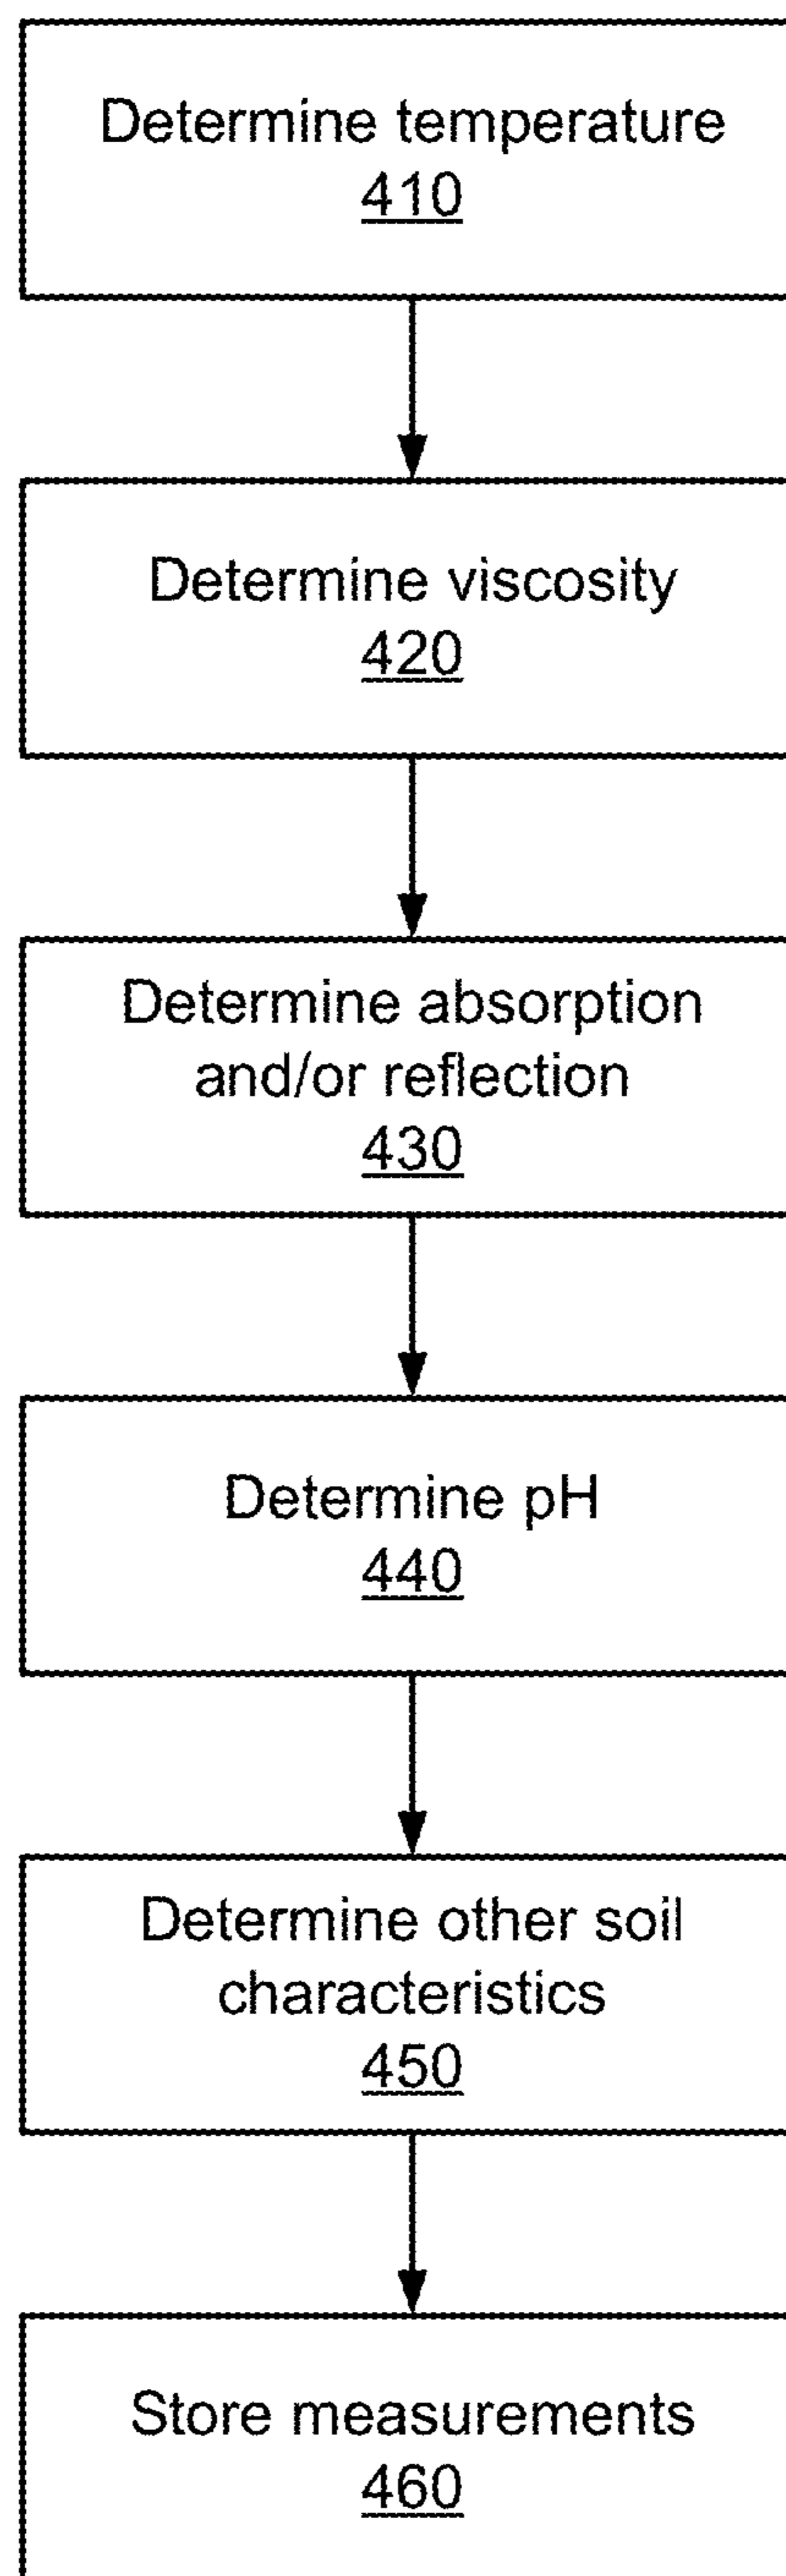 Determine temperature
410
Determine viscosity
420
Determine absorption
and/or reflection
430
Determine pH
440
Determine other soil
characteristics
450
Store measurements
460